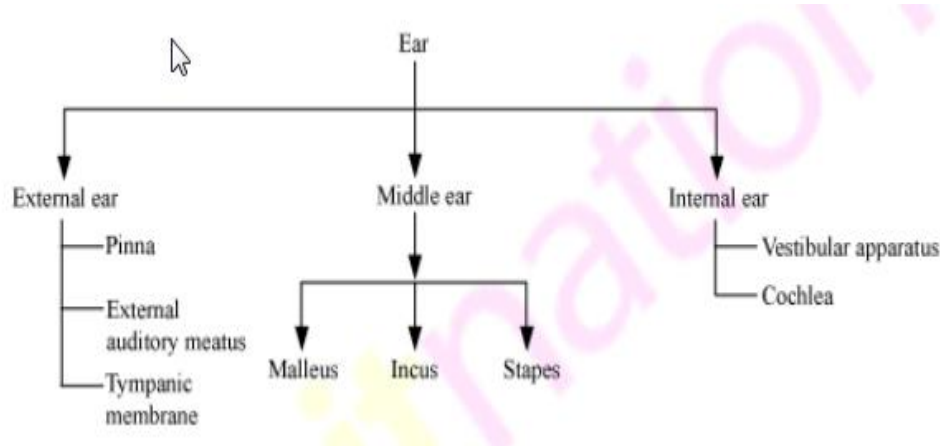 Ear
External ear
Middle ear
Internal ear
Pinna
External
auditory meatus
Tympanic
membrane
Malleus
Incus
Stapes
Vestibular apparatus
Cochlea
itnation